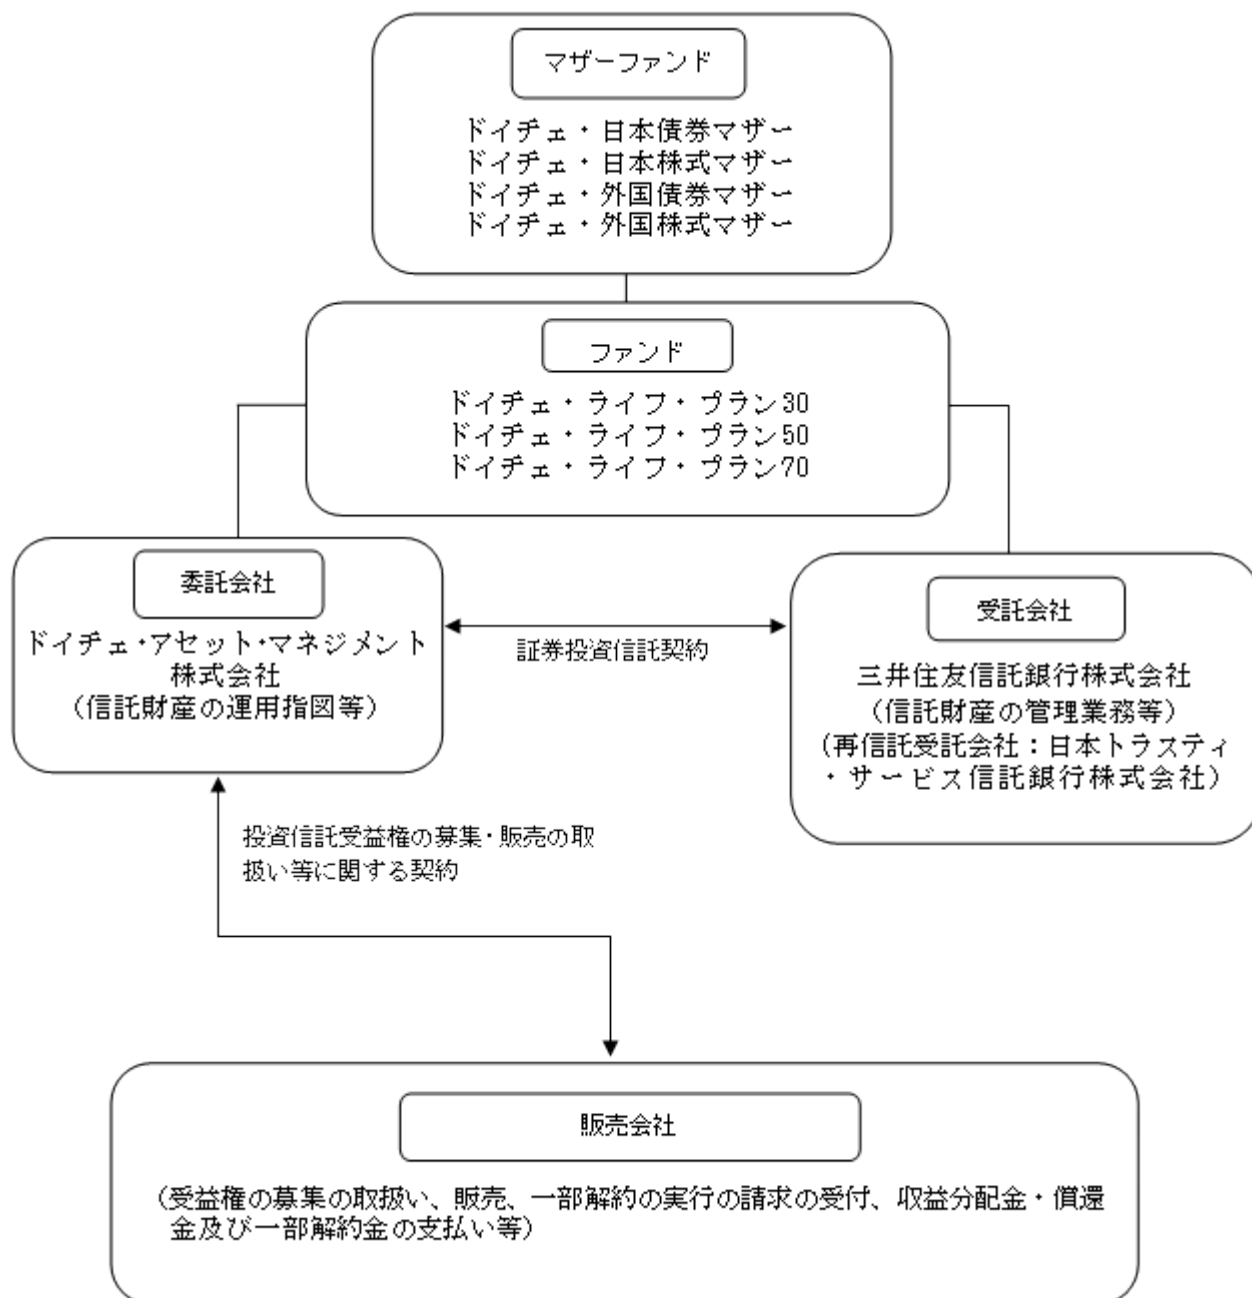 マザーファンド
ドイチェ・日本債券マザー
ドイチェ・日本株式マザー
ドイチェ・外国債券マザー
ドイチェ・外国株式マザー
ファンド
ドイチェ・ライフ・プラン30
ドイチェ・ライフ・プラン50
ドイチェ・ライフ・プラン70
委託会社
ドイチェ・アセット・マネジメント
株式会社
(信託財産の運用指図等)
証券投資信託契約
受託会社
三井住友信託銀行株式会社
(信託財産の管理業務等)
(再信託受託会社:日本トラスティ
・サービス信託銀行株式会社)
投資信託受益権の募集・販売の取
扱い等に関する契約
販売会社
(受益権の募集の取扱い、販売、一部解約の実行の請求の受付、収益分配金・償還
金及び一部解約金の支払い等)